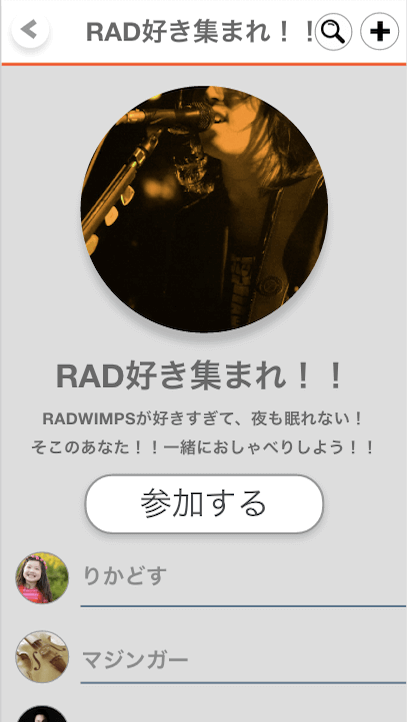 RAD好き集まれ！！
RAD好き集まれ！！
RADWIMPSが好きすぎて、夜も眠れない！
そこのあなた！！一緒におしゃべりしよう！！
参加する
りかどす
マジンガー